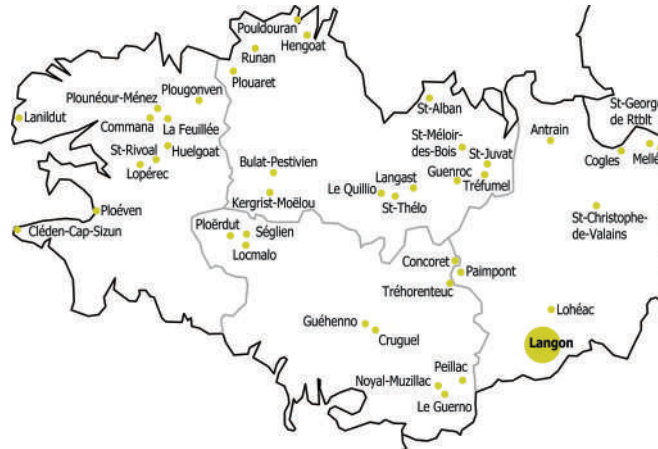 Pouldouran
Hengoat
Runan
Plouaret
Plougonven
Plounéour-Ménez
Lanildut
Commana
La Feuillée
St-Rivoal
Huelgoat
Lopérec
Ploéven
Cléden-Cap-Sizun
Bulat-Pestivien
Kergrist-Moëlou
Ploërdut
Séglien
Locmalo
St-Alban
St-Méloir-
des-Bois
St-Juvat
Langast
Guenroc
Le Quillio
Tréfumel
St-Thélo
Antrain
St-George
de Rtblt
Cogles
Mellé
St-Christophe-
de-Valains
Concoret
Paimpont
Tréhorenteuc
Lohéac
Langon
Guéhenno
Cruguel
Peillac
Noyal-Muzillac
Le Guerno